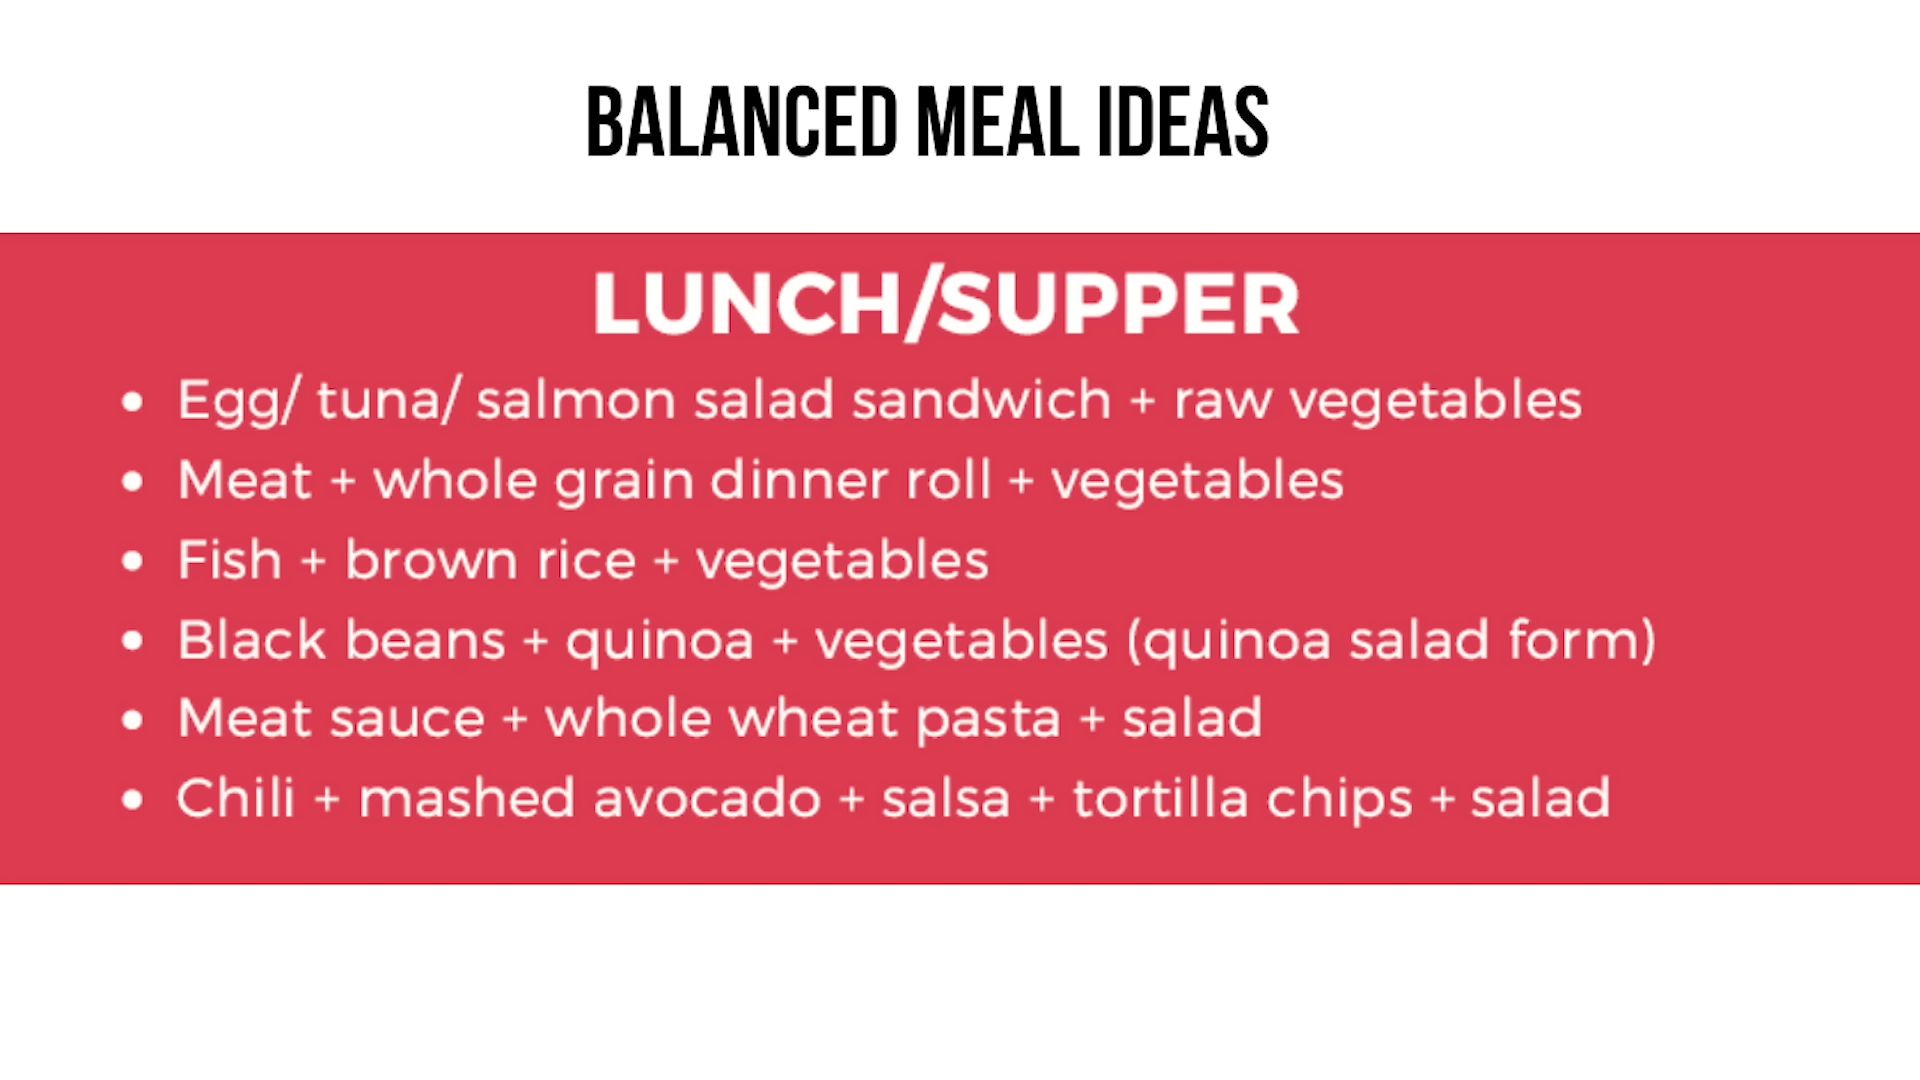 BALANCED MEAL IDEAS
LUNCH/SUPPER
• Egg/ tuna/ salmon salad sandwich + raw vegetables
• Meat + whole grain dinner roll + vegetables
• Fish + brown rice + vegetables
• Black beans + quinoa + vegetables (quinoa salad form)
• Meat sauce + whole wheat pasta + salad
• Chili + mashed avocado + salsa + tortilla chips + salad